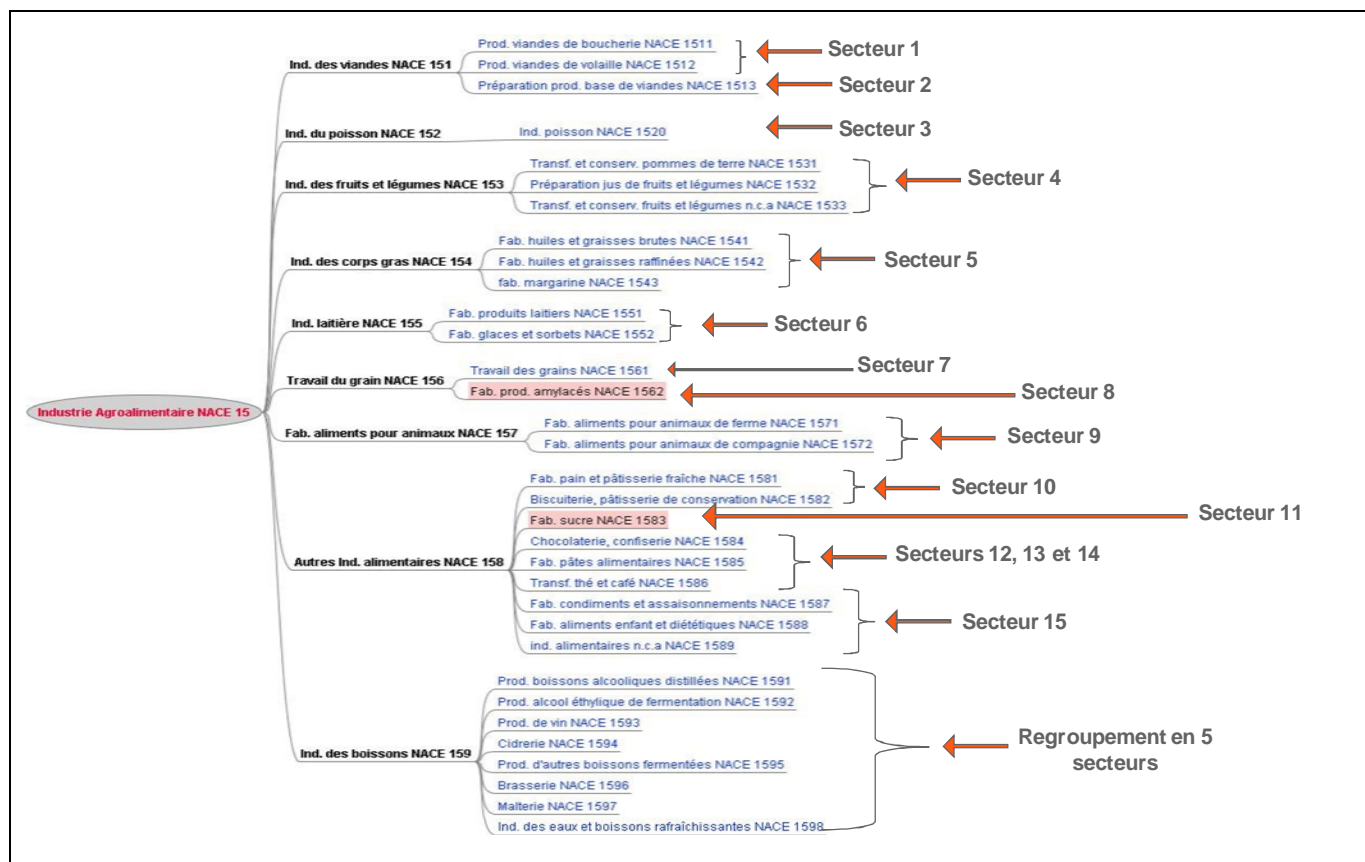 Prod. viandes de boucherie NACE 1511
Secteur 1
Ind. des viandes NACE 151
Prod. viandes de volaille NACE 1512
Préparation prod. base de viandes NACE 1513
Secteur 2
Ind. du poisson NACE 152
Ind. poisson NACE 1520
Secteur 3
Transf. et conserv. pommes de terre NACE 1531
Ind. des fruits et légumes NACE 153
Préparation jus de fruits et légumes NACE 1532
Secteur 4
Transf. et conserv. fruits et légumes n.c.a NACE 1533
Fab. huiles et graisses brutes NACE 1541
Ind. des corps gras NACE 154
Fab. huiles et graisses raffinées NACE 1542
Secteur 5
fab. margarine NACE 1543
Fab. produits laitiers NACE 1551
Ind. laitière NACE 155
Secteur 6
Fab. glaces et sorbets NACE 1552
Travail des grains NACE 1561
Secteur 7
Travail du grain NACE 156
Fab. prod. amylacés NACE 1562
Secteur 8
Industrie Agroalimentaire NACE 15
Fab. aliments pour animaux NACE 157
Fab. aliments pour animaux de ferme NACE 1571
Fab. aliments pour animaux de compagnie NACE 1572
Secteur 9
Fab. pain et pâtisserie fraîche NACE 1581
Secteur 10
Biscuiterie, pâtisserie de conservation NACE 1582
Fab. sucre NACE 1583
Secteur 11
Chocolaterie, confiserie NACE 1584
Autres Ind. alimentaires NACE 158
Fab. pâtes alimentaires NACE 1585
Secteurs 12, 13 et 14
Transf. thé et café NACE 1586
Fab. condiments et assaisonnements NACE 1587
Fab. aliments enfant et diététiques NACE 1588
Secteur 15
ind. alimentaires n.c.a NACE 1589
Prod. boissons alcooliques distillées NACE 1591
Prod. alcool éthylique de fermentation NACE 1592
Prod. de vin NACE 1593
Ind. des boissons NACE 159
Cidrerie NACE 1594
Prod. d'autres boissons fermentées NACE 1595
Brasserie NACE 1596
Malterie NACE 1597
Ind. des eaux et boissons rafraîchissantes NACE 1598
Regroupement en 5
secteurs